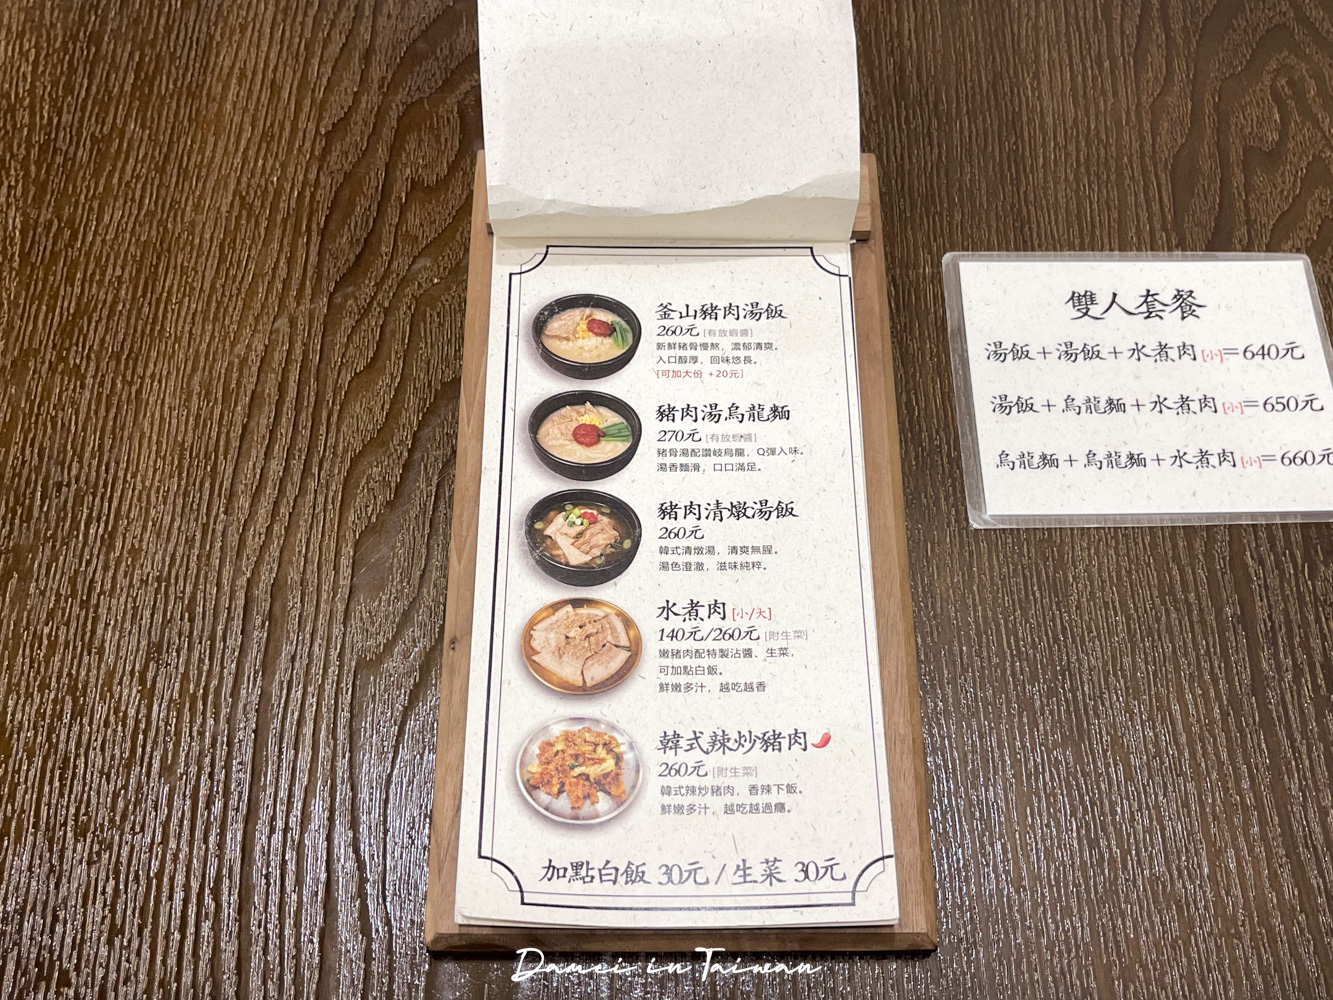 釜山豬肉湯飯
260元 [有放蝦醬]
新鮮豬骨慢熬，濃郁清爽。
入口醇厚，回味悠長。
[可加大份 +20元]
豬肉湯烏龍麵
270元 [有放蝦醬]
豬骨湯配讚岐烏龍，Q彈入味。
湯香麵滑，口口滿足。
豬肉清燉湯飯
260元
韓式清燉湯，清爽無腥。
湯色澄澈，滋味純粹。
水煮肉 [小/大]
140元/260元 [附生菜]
嫩豬肉配特製沾醬、生菜，
可加點白飯。
鮮嫩多汁，越吃越香
韓式辣炒豬肉
260元 [附生菜]
韓式辣炒豬肉，香辣下飯。
鮮嫩多汁，越吃越過癮。
加點白飯 30元 / 生菜 30元
雙人套餐
湯飯＋湯飯＋水煮肉[小]＝640元
湯飯＋烏龍麵＋水煮肉[小]＝650元
烏龍麵＋烏龍麵＋水煮肉[小]＝660元
Damei in Taiwan